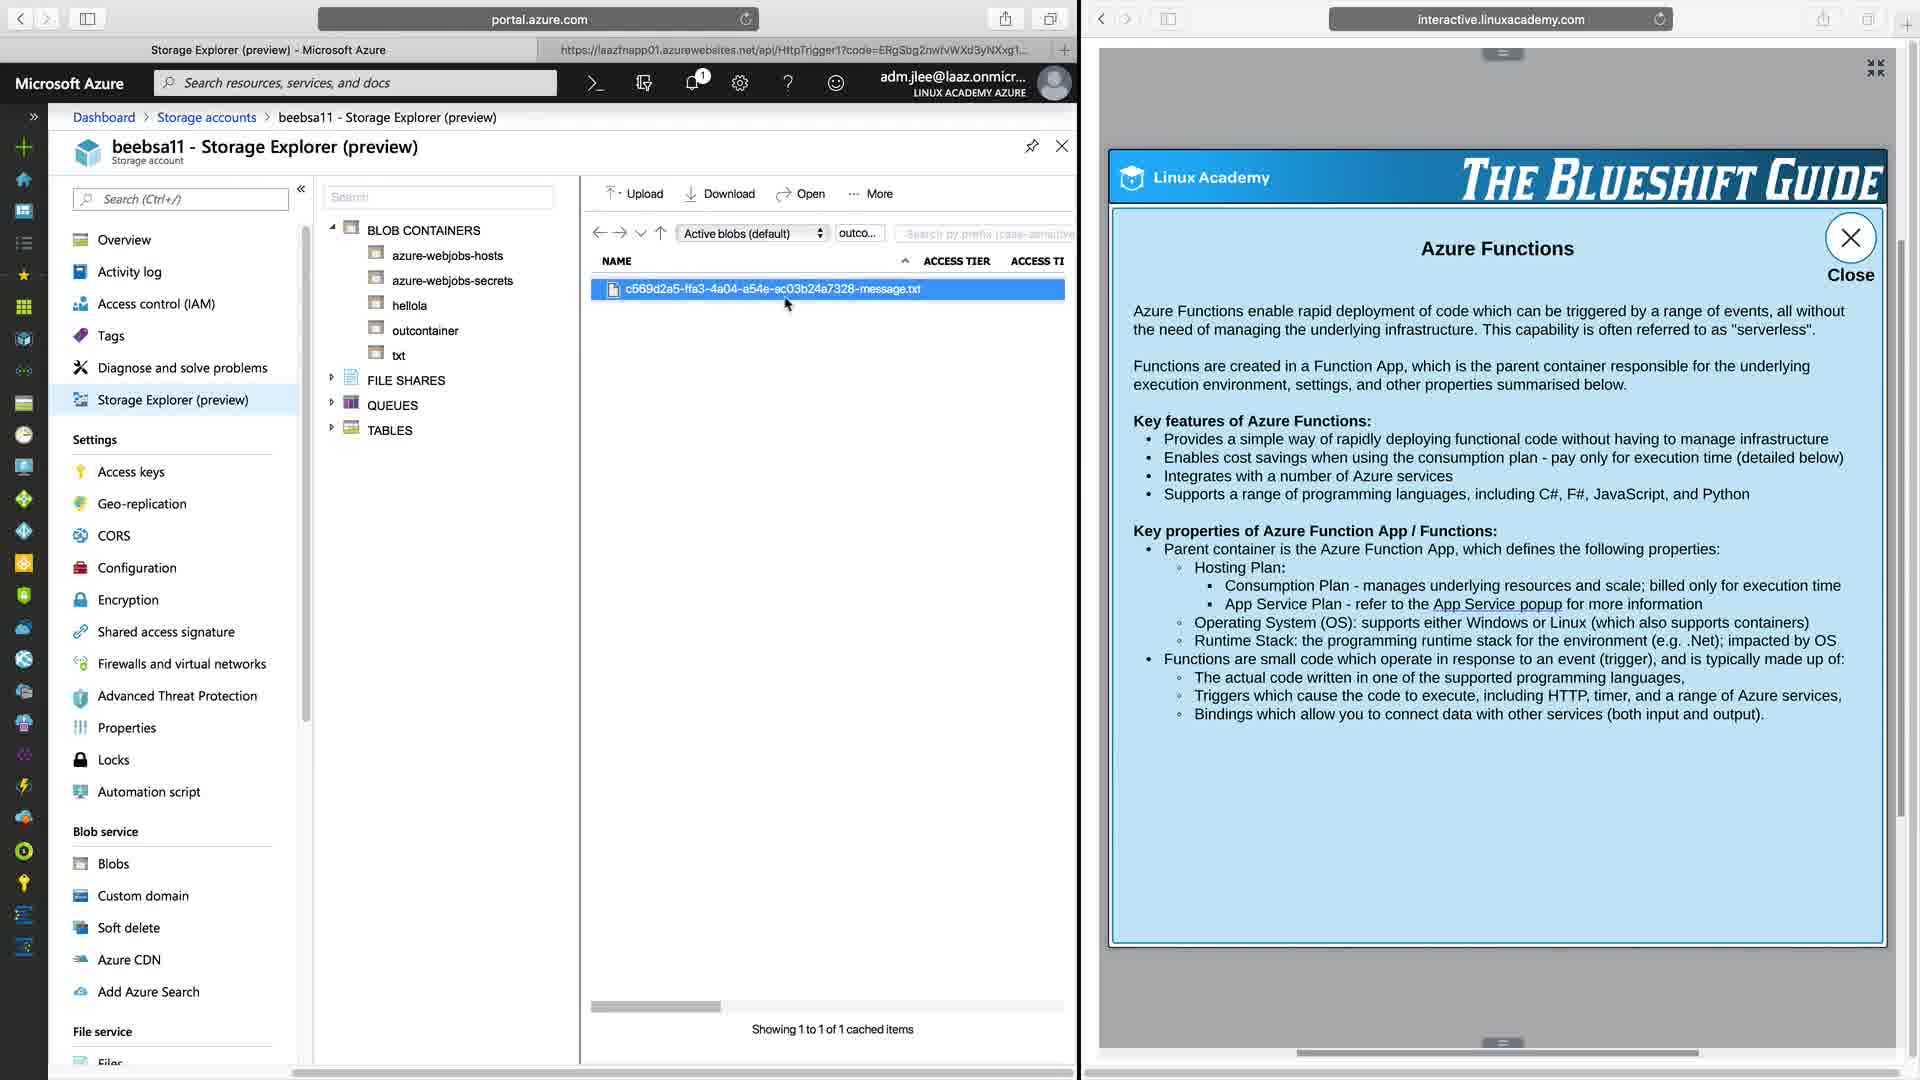 portal.azure.com
Storage Explorer (preview) - Microsoft Azure
https://laazfnapp01.azurewebsites.net/api/HttpTrigger1?code=ERgSbg2nwfvWXd3yNXxg1...
Microsoft Azure
Search resources, services, and docs
1
adm.jlee@laaz.onmicr...
LINUX ACADEMY AZURE
Dashboard > Storage accounts > beebsa11 - Storage Explorer (preview)
beebsa11 - Storage Explorer (preview)
Storage account
Search (Ctrl+/)
Overview
Activity log
Access control (IAM)
Tags
Diagnose and solve problems
Storage Explorer (preview)
Settings
Access keys
Geo-replication
CORS
Configuration
Encryption
Shared access signature
Firewalls and virtual networks
Advanced Threat Protection
Properties
Locks
Automation script
Blob service
Blobs
Custom domain
Soft delete
Azure CDN
Add Azure Search
File service
Files
Search
BLOB CONTAINERS
azure-webjobs-hosts
azure-webjobs-secrets
hellola
outcontainer
txt
FILE SHARES
QUEUES
TABLES
Upload Download Open ... More
Active blobs (default) outco... Search by prefix (case-sensitive
NAME ACCESS TIER ACCESS TI
c569d2a5-ffa3-4a04-a54e-ac03b24a7328-message.txt
Showing 1 to 1 of 1 cached items
interactive.linuxacademy.com
Linux Academy
THE BLUESHIFT GUIDE
Azure Functions
Close
Azure Functions enable rapid deployment of code which can be triggered by a range of events, all without
the need of managing the underlying infrastructure. This capability is often referred to as "serverless".
Functions are created in a Function App, which is the parent container responsible for the underlying
execution environment, settings, and other properties summarised below.
Key features of Azure Functions:
• Provides a simple way of rapidly deploying functional code without having to manage infrastructure
• Enables cost savings when using the consumption plan - pay only for execution time (detailed below)
• Integrates with a number of Azure services
• Supports a range of programming languages, including C#, F#, JavaScript, and Python
Key properties of Azure Function App / Functions:
• Parent container is the Azure Function App, which defines the following properties:
◦ Hosting Plan:
▪ Consumption Plan - manages underlying resources and scale; billed only for execution time
▪ App Service Plan - refer to the App Service popup for more information
◦ Operating System (OS): supports either Windows or Linux (which also supports containers)
◦ Runtime Stack: the programming runtime stack for the environment (e.g. .Net); impacted by OS
• Functions are small code which operate in response to an event (trigger), and is typically made up of:
◦ The actual code written in one of the supported programming languages,
◦ Triggers which cause the code to execute, including HTTP, timer, and a range of Azure services,
◦ Bindings which allow you to connect data with other services (both input and output).